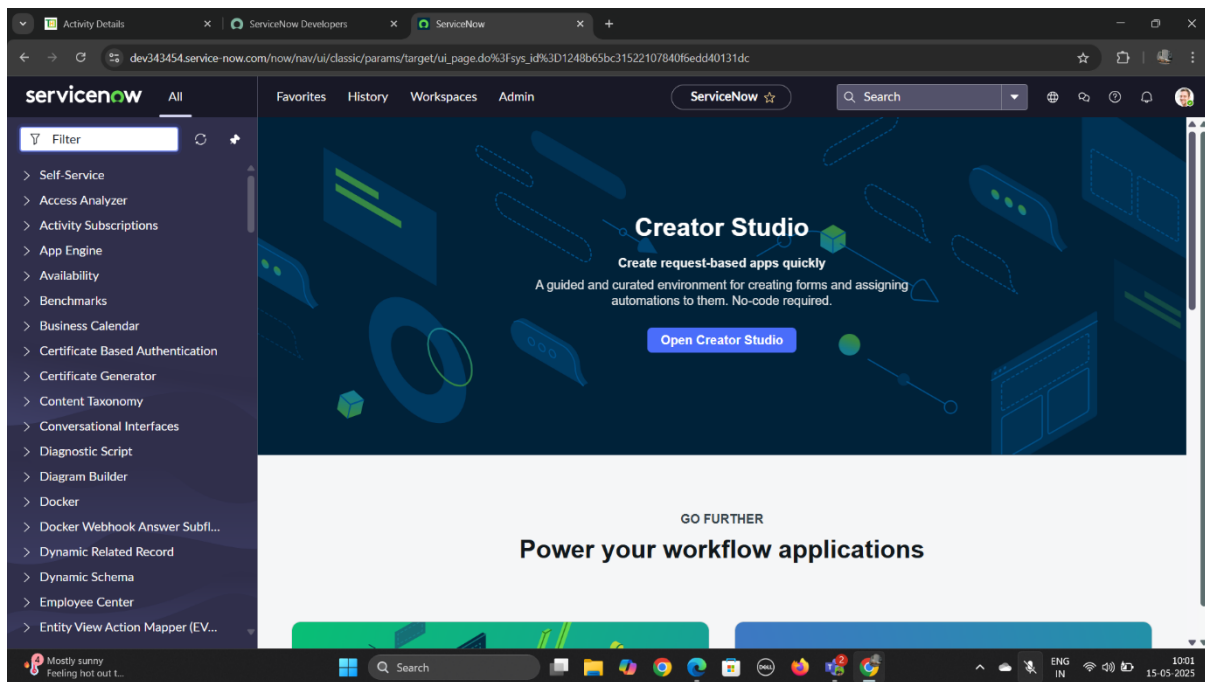 Activity Details
ServiceNow Developers
ServiceNow
dev343454.service-now.com/now/nav/ui/classic/params/target/ui_page.do%3Fsys_id%3D1248b65bc31522107840f6edd40131dc
servicenow
All
Favorites
History
Workspaces
Admin
ServiceNow
Search
Filter
Self-Service
Access Analyzer
Activity Subscriptions
App Engine
Availability
Benchmarks
Business Calendar
Certificate Based Authentication
Certificate Generator
Content Taxonomy
Conversational Interfaces
Diagnostic Script
Diagram Builder
Docker
Docker Webhook Answer Subfl...
Dynamic Related Record
Dynamic Schema
Employee Center
Entity View Action Mapper (EV...
Creator Studio
Create request-based apps quickly
A guided and curated environment for creating forms and assigning
automations to them. No-code required.
Open Creator Studio
GO FURTHER
Power your workflow applications
4
Mostly sunny
Feeling hot out t...
Search
DELL
2
ENG
IN
10:01
15-05-2025